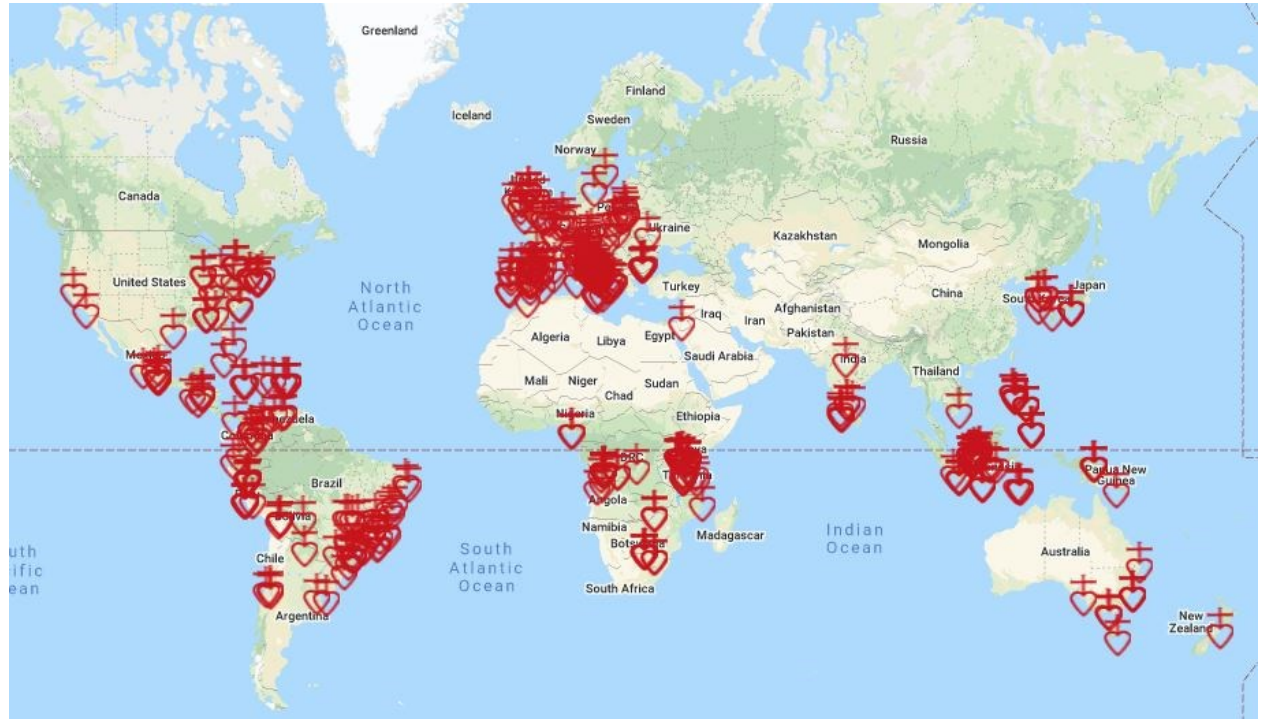 Greenland
Iceland
Finland
Sweden
Norway
Russia
Canada
Ukraine
Kazakhstan
Mongolia
United States
North
Atlantic
Ocean
Turkey
China
Japan
Iraq
Iran
Afghanistan
Pakistan
Algeria
Libya
Egypt
Saudi Arabia
India
Thailand
Mali
Niger
Chad
Sudan
Nigeria
Ethiopia
DRC
Brazil
Papua New
Guinea
Angola
Namibia
Madagascar
Indian
Ocean
Chile
South
Atlantic
Ocean
Australia
South Africa
Argentina
New
Zealand